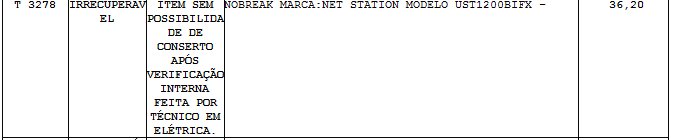 T 3278 IRRECUPERAV ITEM SEM NOBREAK MARCA:NET STATION MODELO UST1200BIFX – 36,20
EL POSSIBILIDA
DE DE
CONSERTO
APÓS
VERIFICAÇÃO
INTERNA
FEITA POR
TÉCNICO EM
ELÉTRICA.